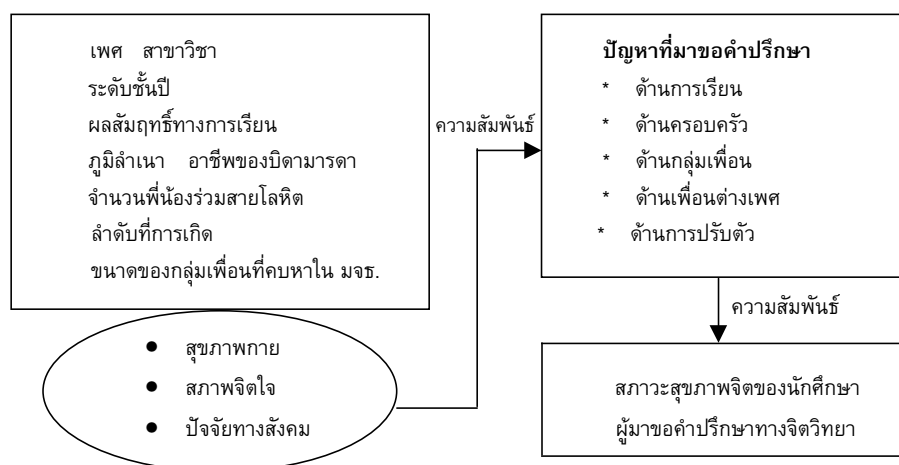 เพศ สาขาวิชา
ระดับชั้นปี
ผลสัมฤทธิ์ทางการเรียน
ภูมิลำเนา อาชีพของบิดามารดา
จำนวนพี่น้องร่วมสายโลหิต
ลำดับที่การเกิด
ขนาดของกลุ่มเพื่อนที่คบหาใน มจธ.
● สุขภาพกาย
● สภาพจิตใจ
● ปัจจัยทางสังคม
ความสัมพันธ์
ปัญหาที่มาขอคำปรึกษา
* ด้านการเรียน
* ด้านครอบครัว
* ด้านกลุ่มเพื่อน
* ด้านเพื่อนต่างเพศ
* ด้านการปรับตัว
ความสัมพันธ์
สภาวะสุขภาพจิตของนักศึกษา
ผู้มาขอคำปรึกษาทางจิตวิทยา